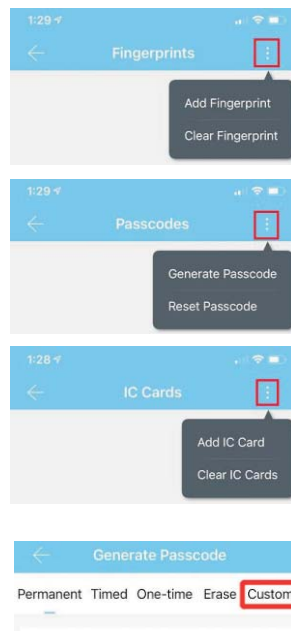 1:29
Fingerprints
Add Fingerprint
Clear Fingerprint
1:29
Passcodes
Generate Passcode
Reset Passcode
1:28
IC Cards
Add IC Card
Clear IC Cards
Generate Passcode
Permanent Timed One-time Erase Custom